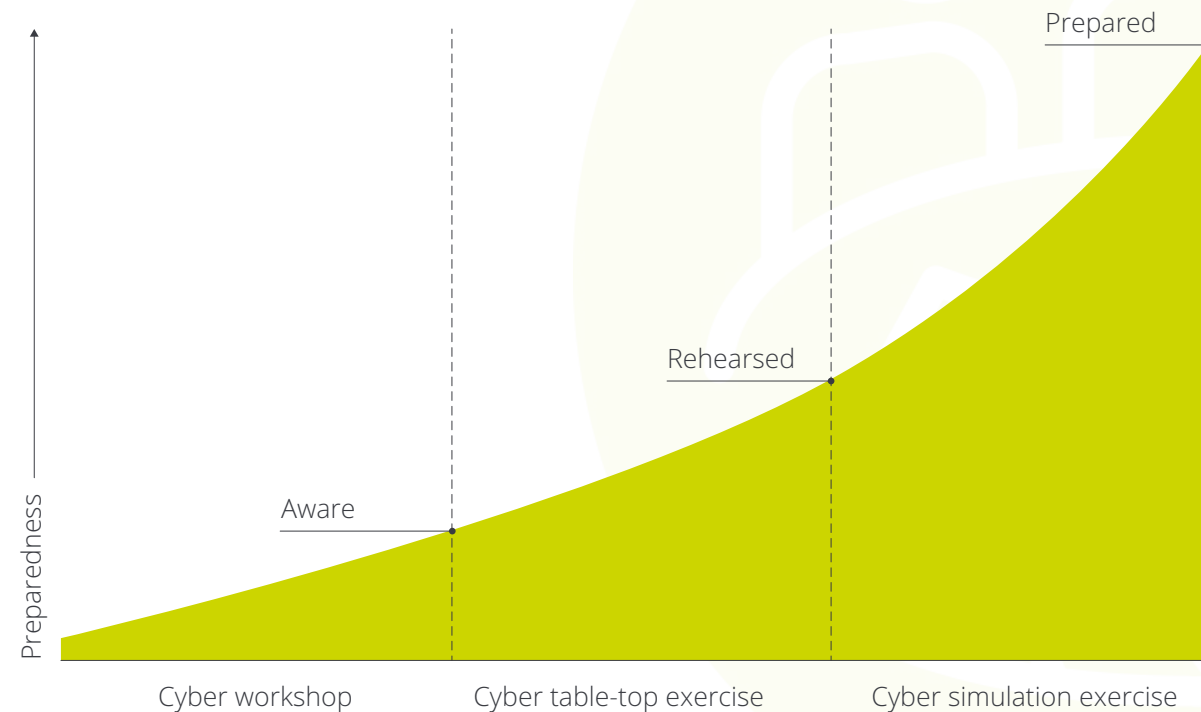 Prepared
Rehearsed
Aware
Preparedness
Cyber workshop
Cyber table-top exercise
Cyber simulation exercise